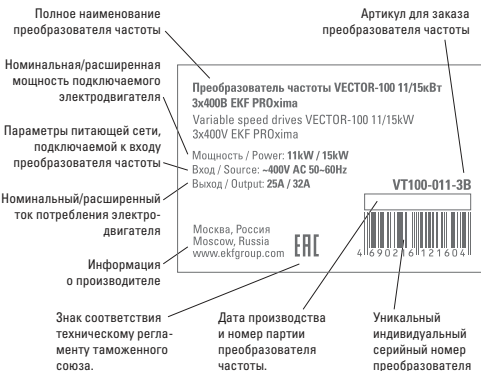 Полное наименование
преобразователя частоты
Артикул для заказа
преобразователя частоты
Номинальная/расширенная
мощность подключаемого
электродвигателя
Параметры питающей сети,
подключаемой к входу
преобразователя частоты
Номинальный/расширенный
ток потребления электро-
двигателя
Информация
о производителе
Преобразователь частоты VECTOR-100 11/15кВт
3х400В EKF PROxima
Variable speed drives VECTOR-100 11/15kW
3x400V EKF PROxima
Мощность / Power: 11kW / 15kW
Вход / Source: ~400V AC 50~60Hz
Выход / Output: 25A / 32A
VT100-011-3B
Москва, Россия
Moscow, Russia
www.ekfgroup.com
EAC
4 690216 121604
Знак соответствия
техническому регла-
менту таможенного
союза.
Дата производства
и номер партии
преобразователя
частоты.
Уникальный
индивидуальный
серийный номер
преобразователя